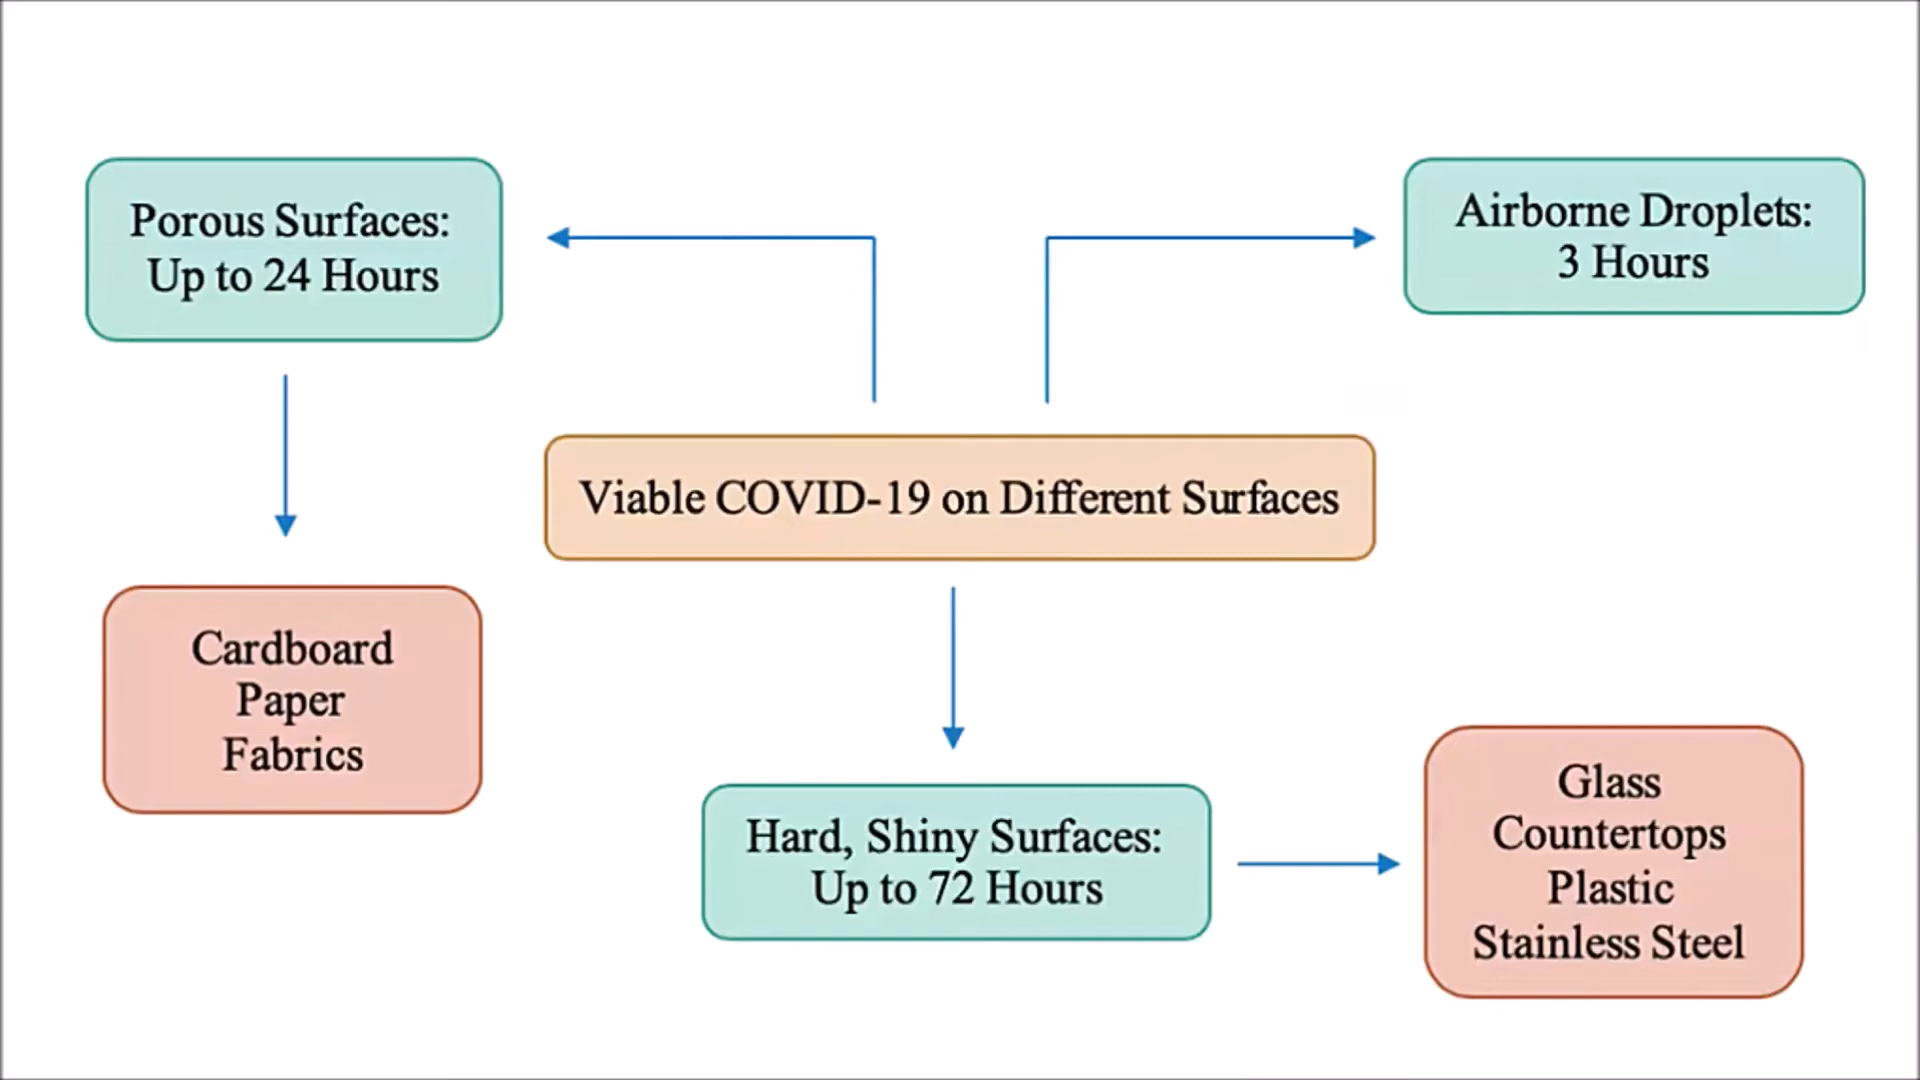 Porous Surfaces:
Up to 24 Hours
Airborne Droplets:
3 Hours
Viable COVID-19 on Different Surfaces
Cardboard
Paper
Fabrics
Hard, Shiny Surfaces:
Up to 72 Hours
Glass
Countertops
Plastic
Stainless Steel